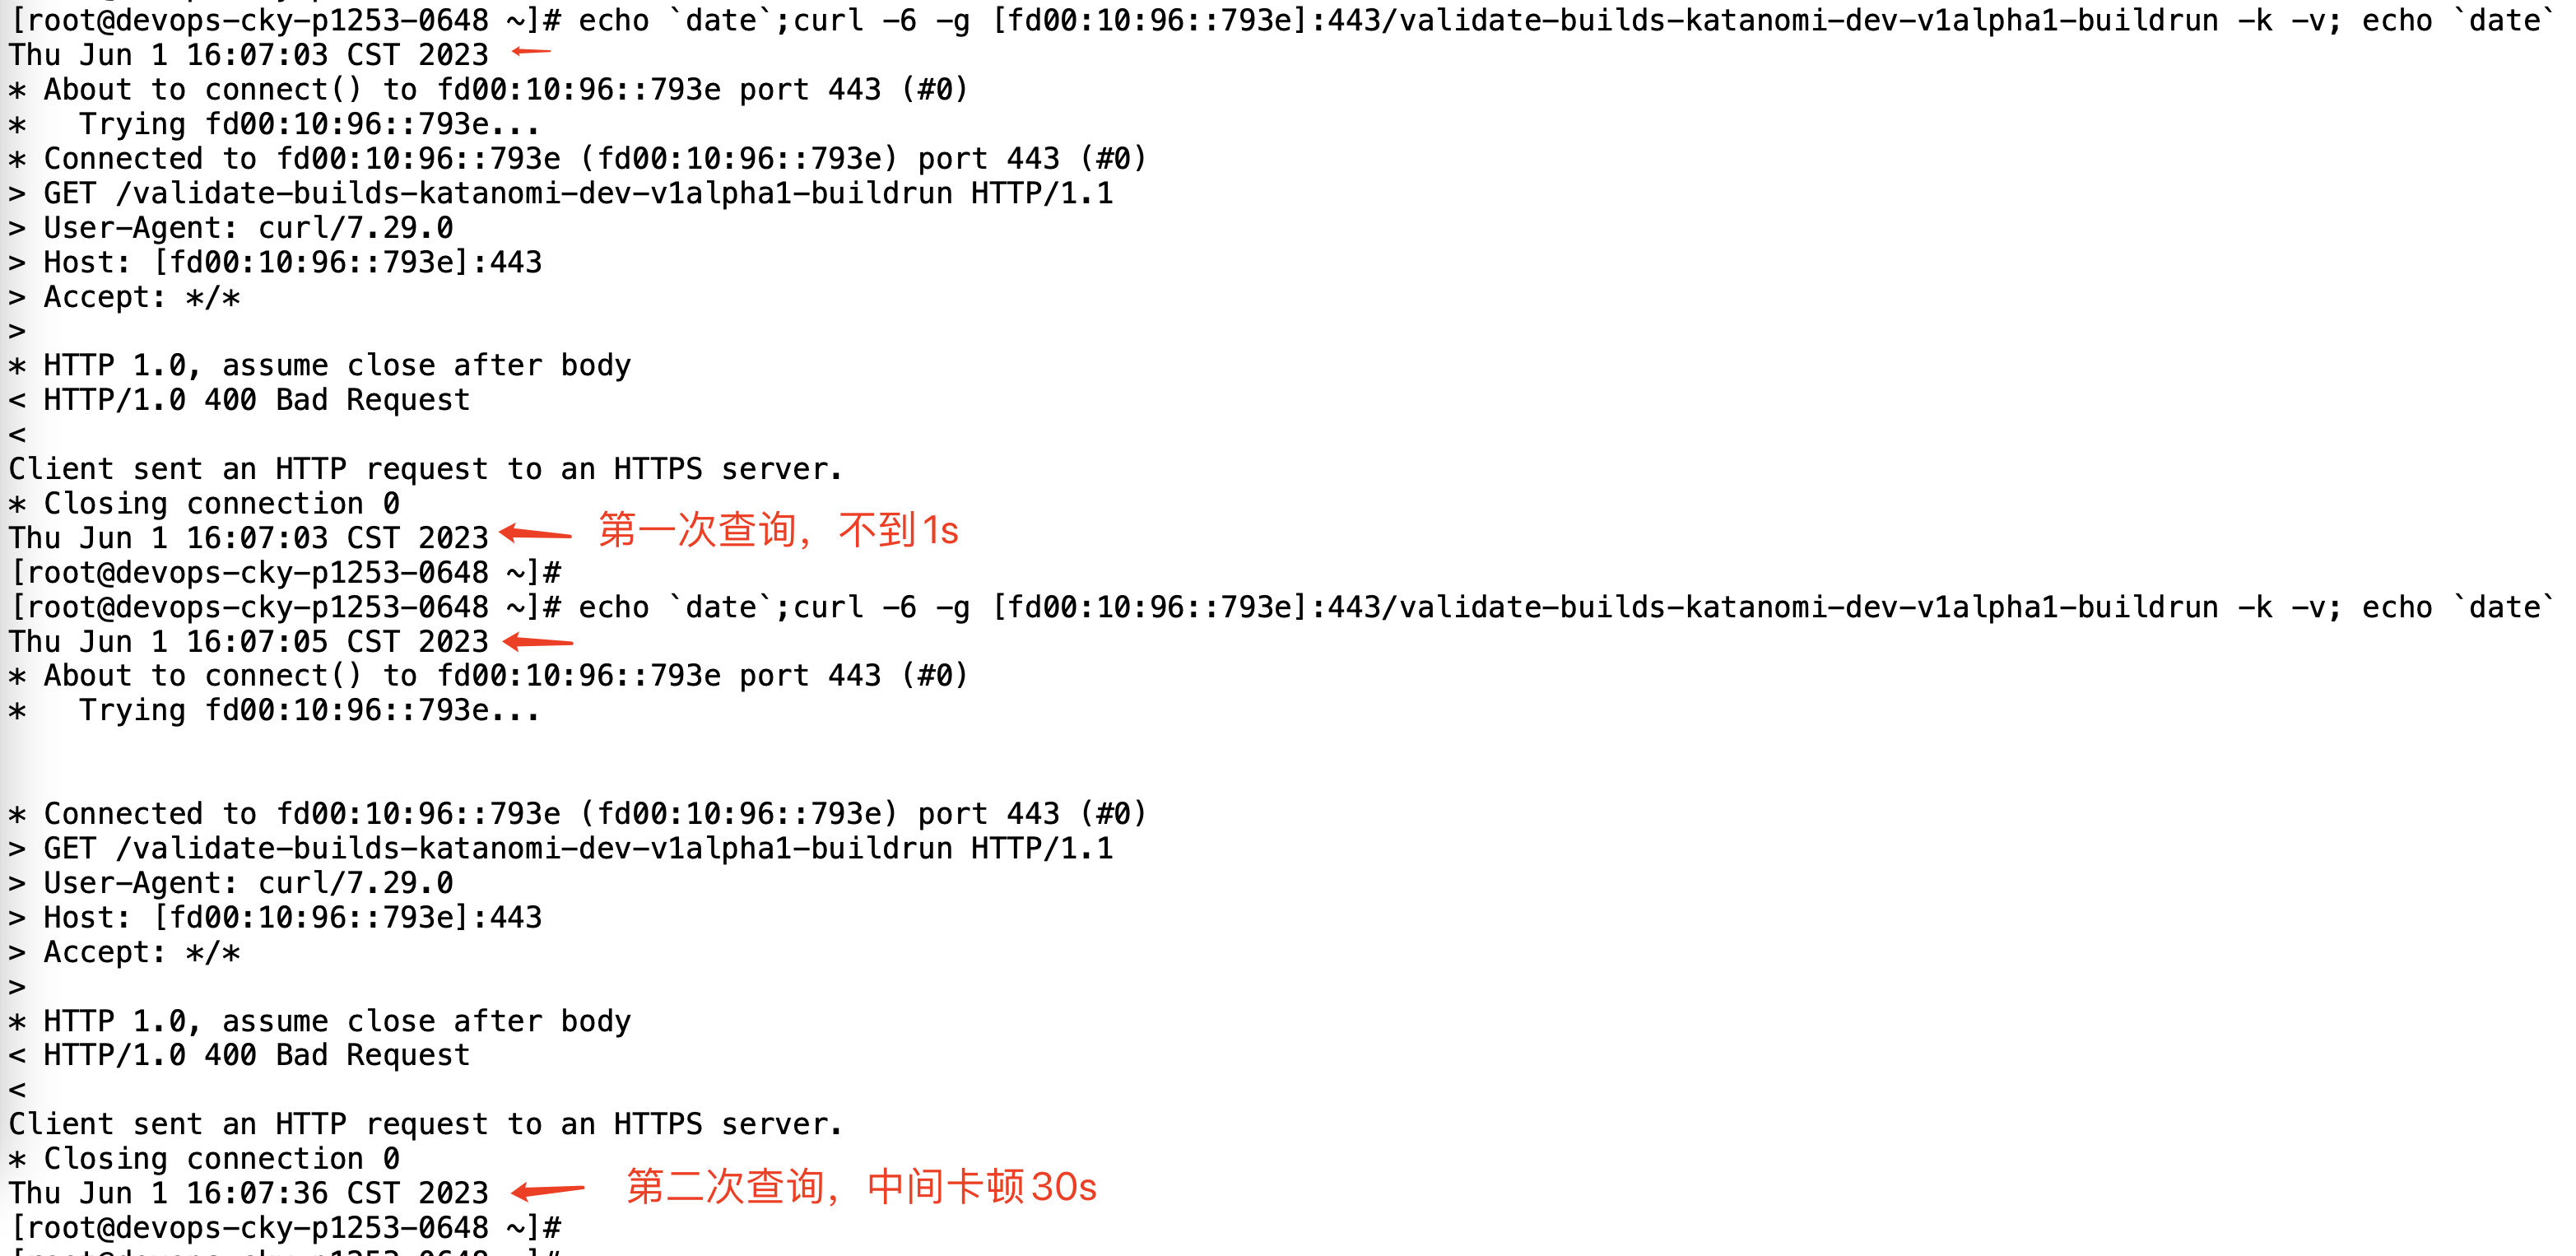 [root@devops-cky-p1253-0648 ~]# echo `date`;curl -6 -g [fd00:10:96::793e]:443/validate-builds-katanomi-dev-v1alpha1-buildrun -k -v; echo `date`
Thu Jun 1 16:07:03 CST 2023
* About to connect() to fd00:10:96::793e port 443 (#0)
*   Trying fd00:10:96::793e...
* Connected to fd00:10:96::793e (fd00:10:96::793e) port 443 (#0)
> GET /validate-builds-katanomi-dev-v1alpha1-buildrun HTTP/1.1
> User-Agent: curl/7.29.0
> Host: [fd00:10:96::793e]:443
> Accept: */*
>
* HTTP 1.0, assume close after body
< HTTP/1.0 400 Bad Request
<
Client sent an HTTP request to an HTTPS server.
* Closing connection 0
Thu Jun 1 16:07:03 CST 2023 第一次查询，不到1s
[root@devops-cky-p1253-0648 ~]#
[root@devops-cky-p1253-0648 ~]# echo `date`;curl -6 -g [fd00:10:96::793e]:443/validate-builds-katanomi-dev-v1alpha1-buildrun -k -v; echo `date`
Thu Jun 1 16:07:05 CST 2023
* About to connect() to fd00:10:96::793e port 443 (#0)
*   Trying fd00:10:96::793e...
* Connected to fd00:10:96::793e (fd00:10:96::793e) port 443 (#0)
> GET /validate-builds-katanomi-dev-v1alpha1-buildrun HTTP/1.1
> User-Agent: curl/7.29.0
> Host: [fd00:10:96::793e]:443
> Accept: */*
>
* HTTP 1.0, assume close after body
< HTTP/1.0 400 Bad Request
<
Client sent an HTTP request to an HTTPS server.
* Closing connection 0
Thu Jun 1 16:07:36 CST 2023 第二次查询，中间卡顿30s
[root@devops-cky-p1253-0648 ~]#